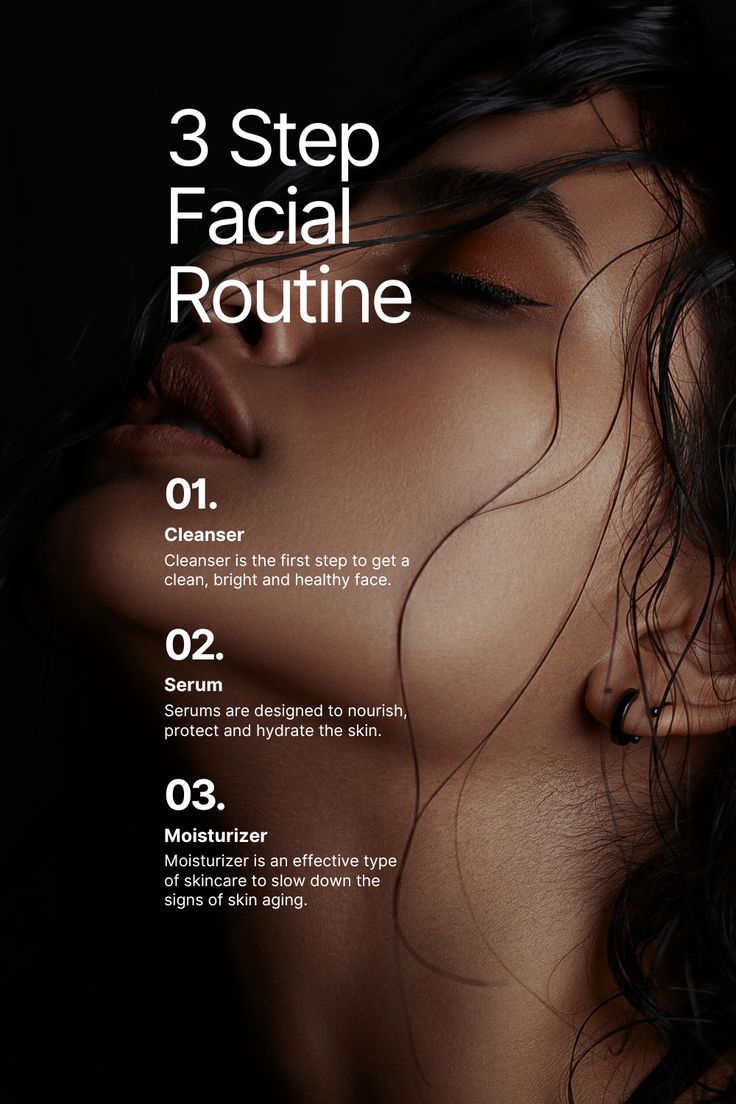 3 Step
Facial
Routine
01.
Cleanser
Cleanser is the first step to get a
clean, bright and healthy face.
02.
Serum
Serums are designed to nourish,
protect and hydrate the skin.
03.
Moisturizer
Moisturizer is an effective type
of skincare to slow down the
signs of skin aging.